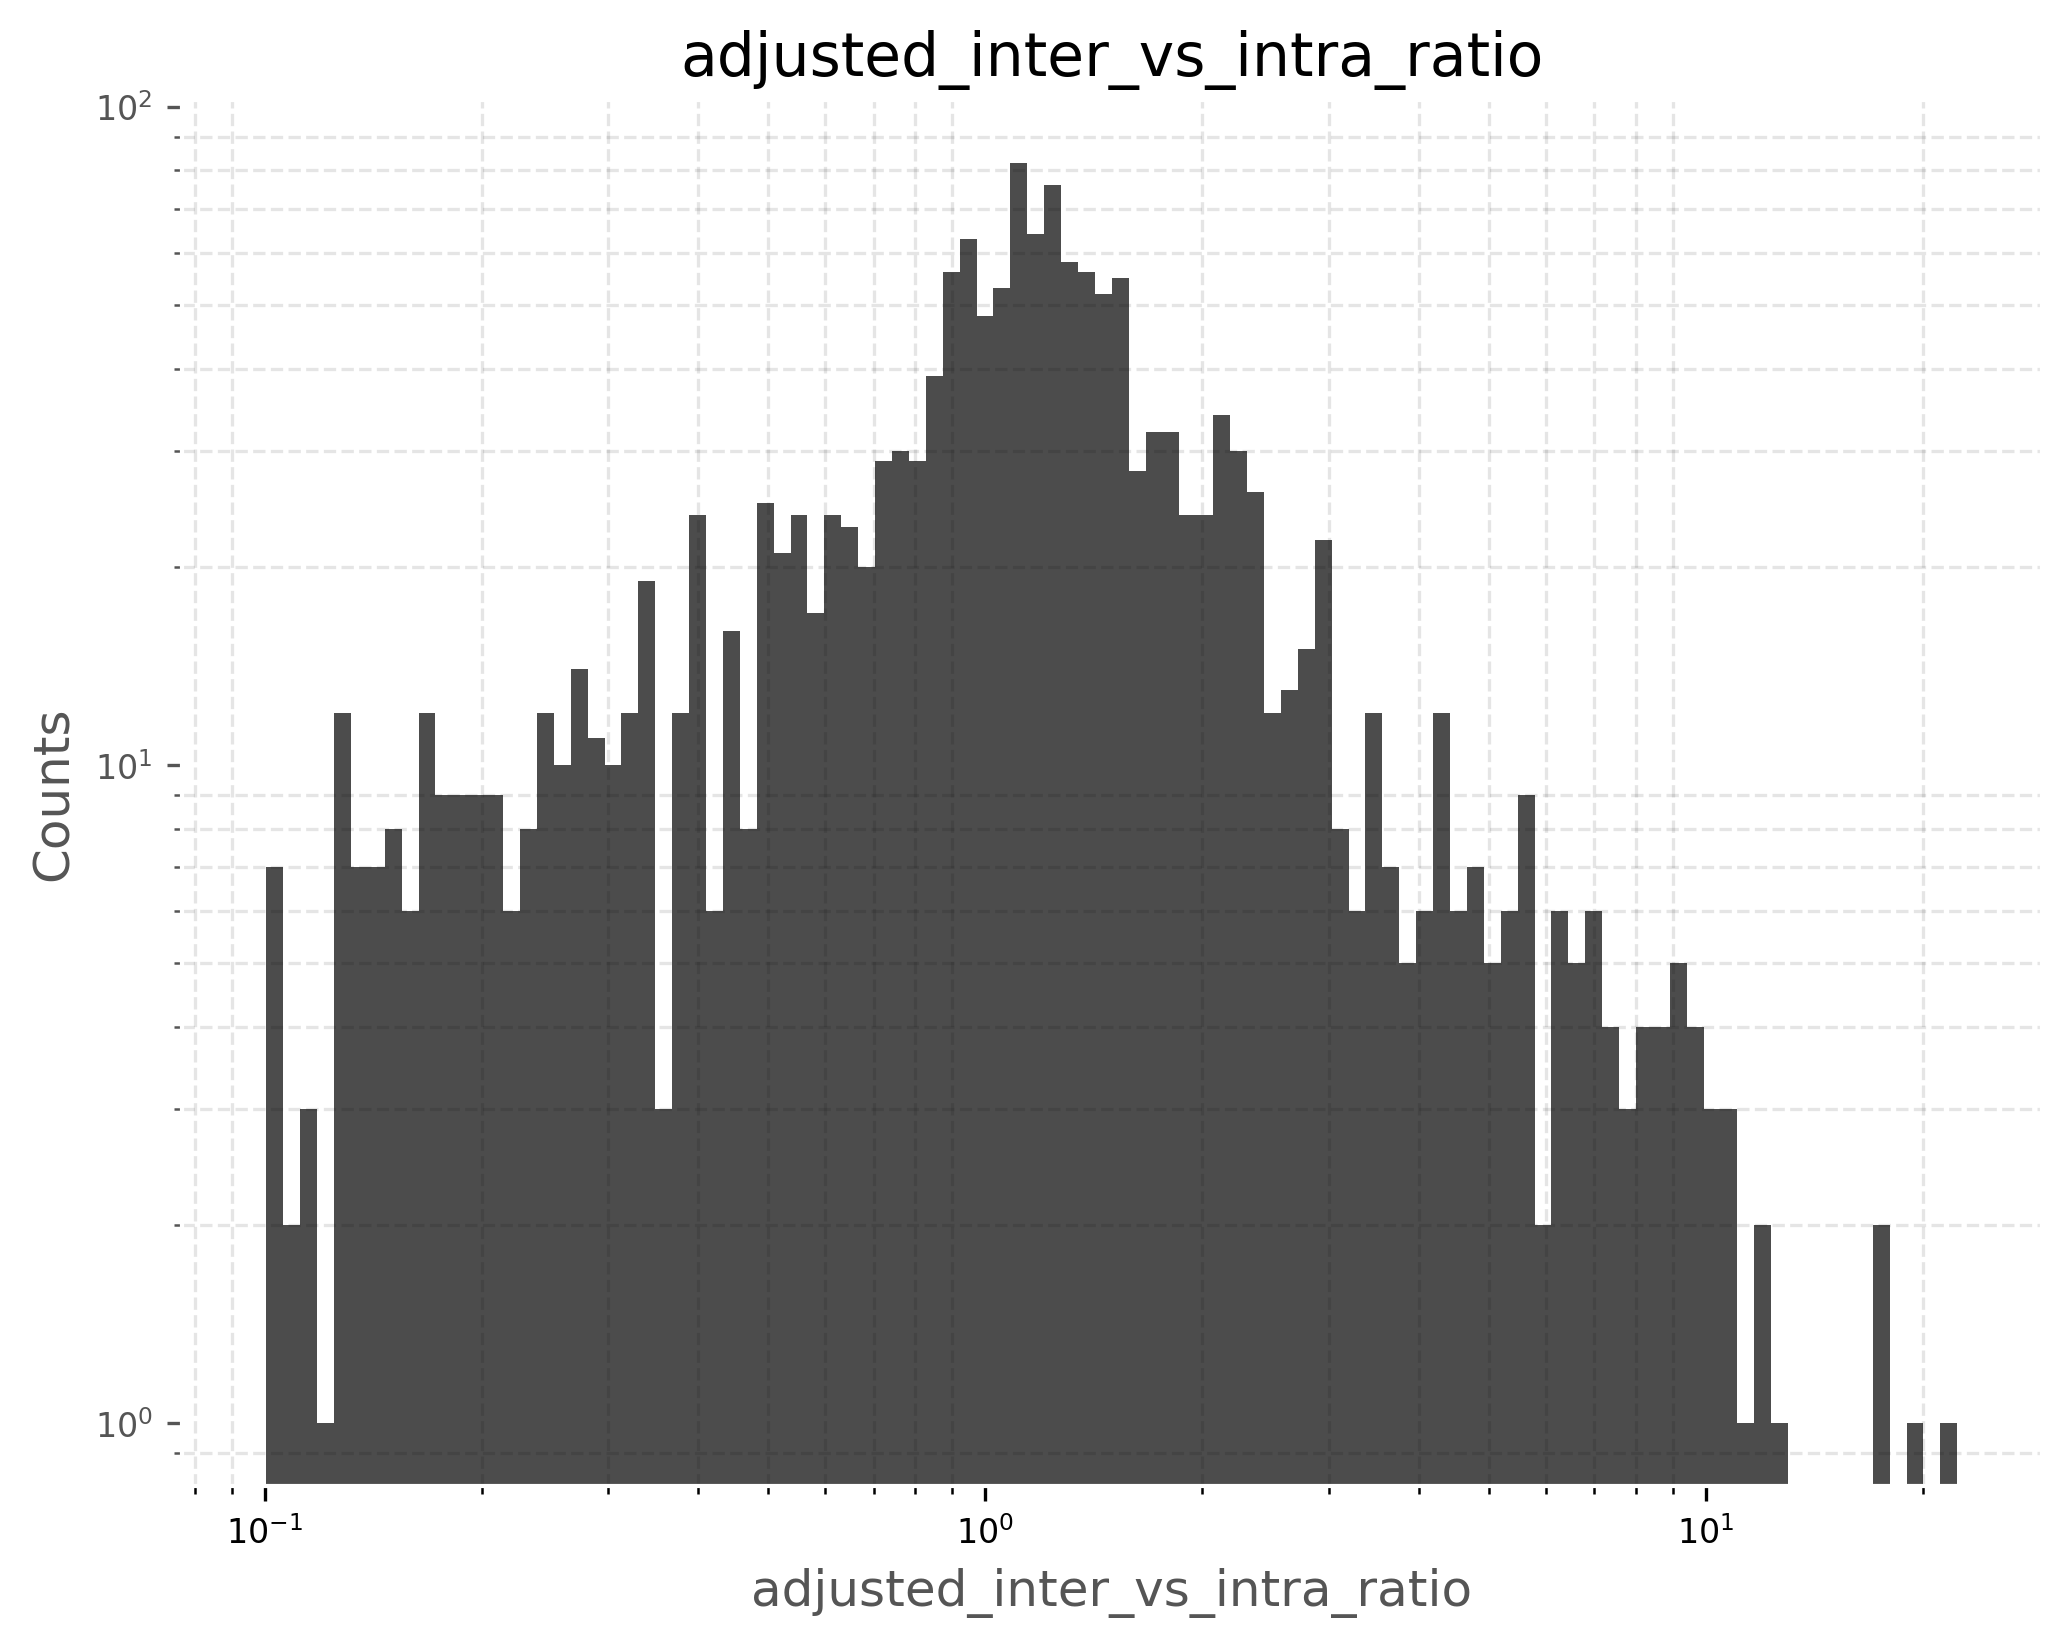 adjusted_inter_vs_intra_ratio
10²
10¹
10⁰
Counts
10⁻¹
10⁰
10¹
adjusted_inter_vs_intra_ratio